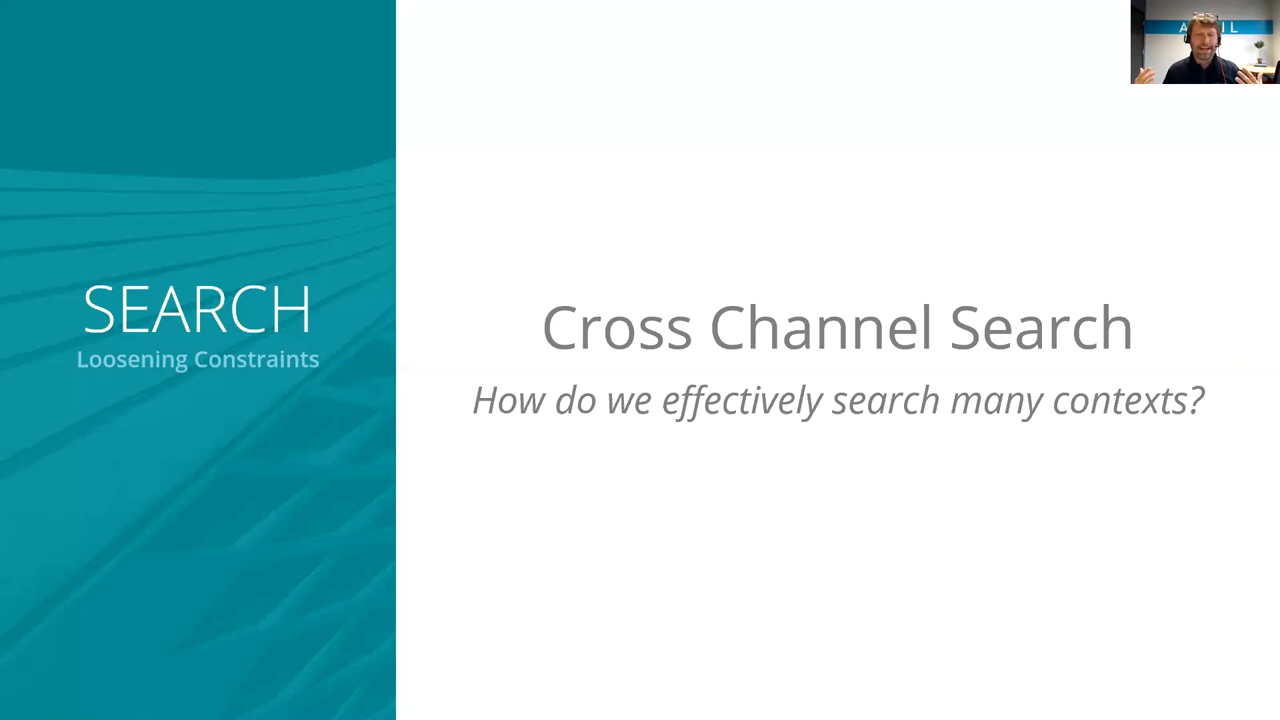 SEARCH
Loosening Constraints
Cross Channel Search
How do we effectively search many contexts?